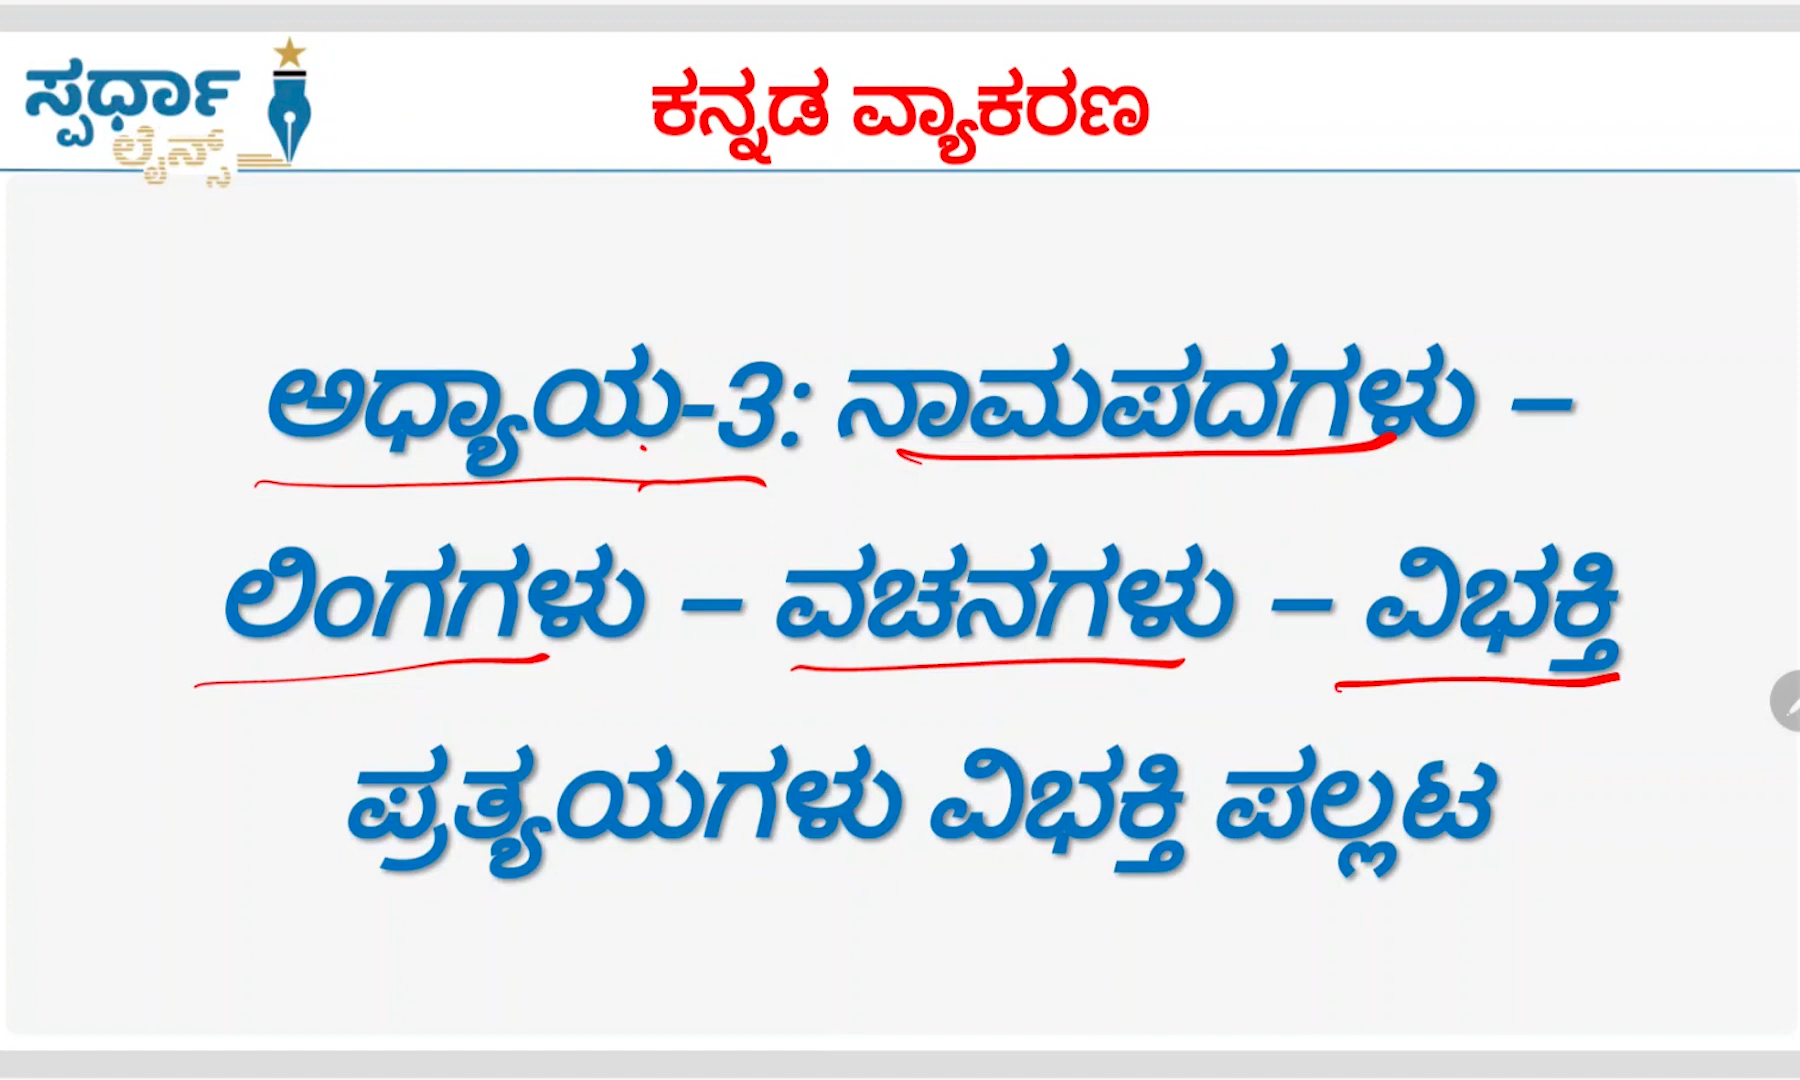 ಸ್ಪರ್ಧಾ
ಲೈನ್ಸ್
ಕನ್ನಡ ವ್ಯಾಕರಣ
ಅಧ್ಯಾಯ-3: ನಾಮಪದಗಳು –
ಲಿಂಗಗಳು – ವಚನಗಳು – ವಿಭಕ್ತಿ
ಪ್ರತ್ಯಯಗಳು ವಿಭಕ್ತಿ ಪಲ್ಲಟ